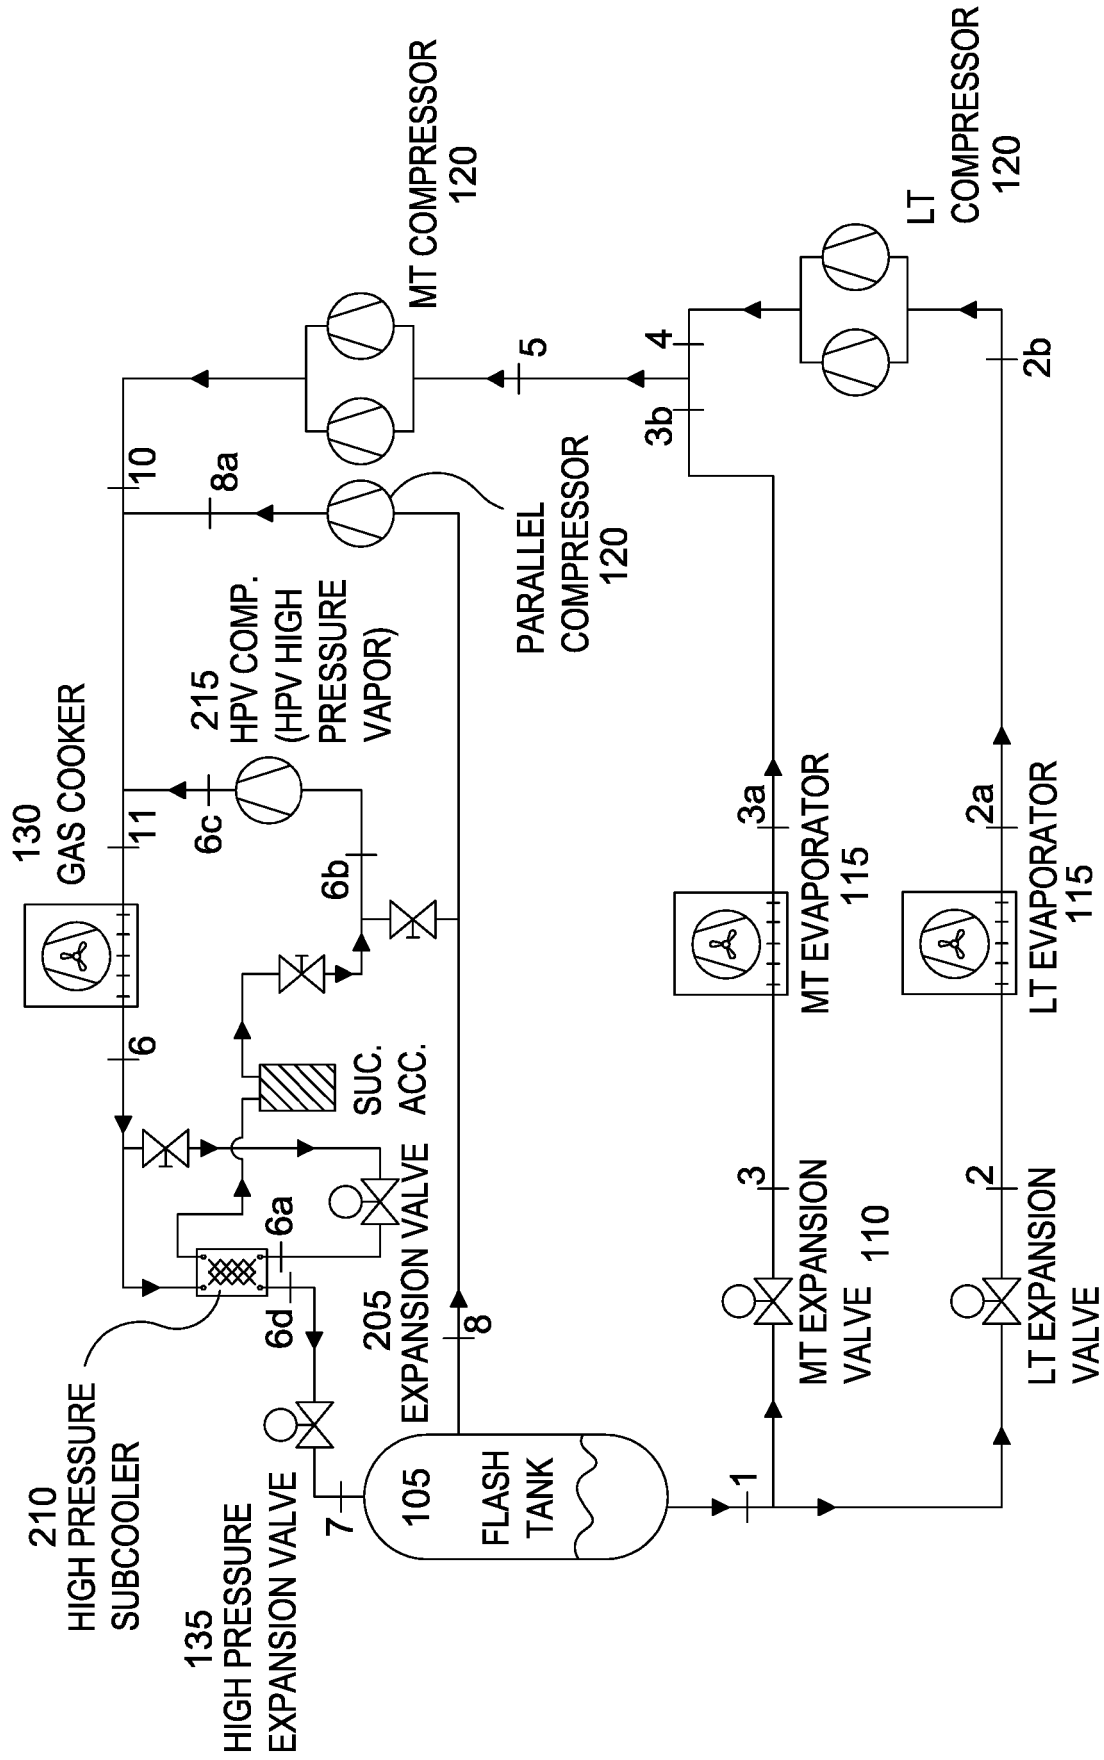 210
HIGH PRESSURE
SUBCOOLER
135
HIGH PRESSURE
EXPANSION VALVE
130
GAS COOKER
215
HPV COMP.
(HPV HIGH
PRESSURE
VAPOR)
6
11
10
8a
6c
6b
6a
6d
7
SUC.
ACC.
205
EXPANSION VALVE
8
105
FLASH
TANK
PARALLEL
COMPRESSOR
120
MT COMPRESSOR
120
5
4
3b
1
3
3a
MT EXPANSION
VALVE 110
MT EVAPORATOR
115
LT
COMPRESSOR
120
2
2a
2b
LT EXPANSION
VALVE
LT EVAPORATOR
115